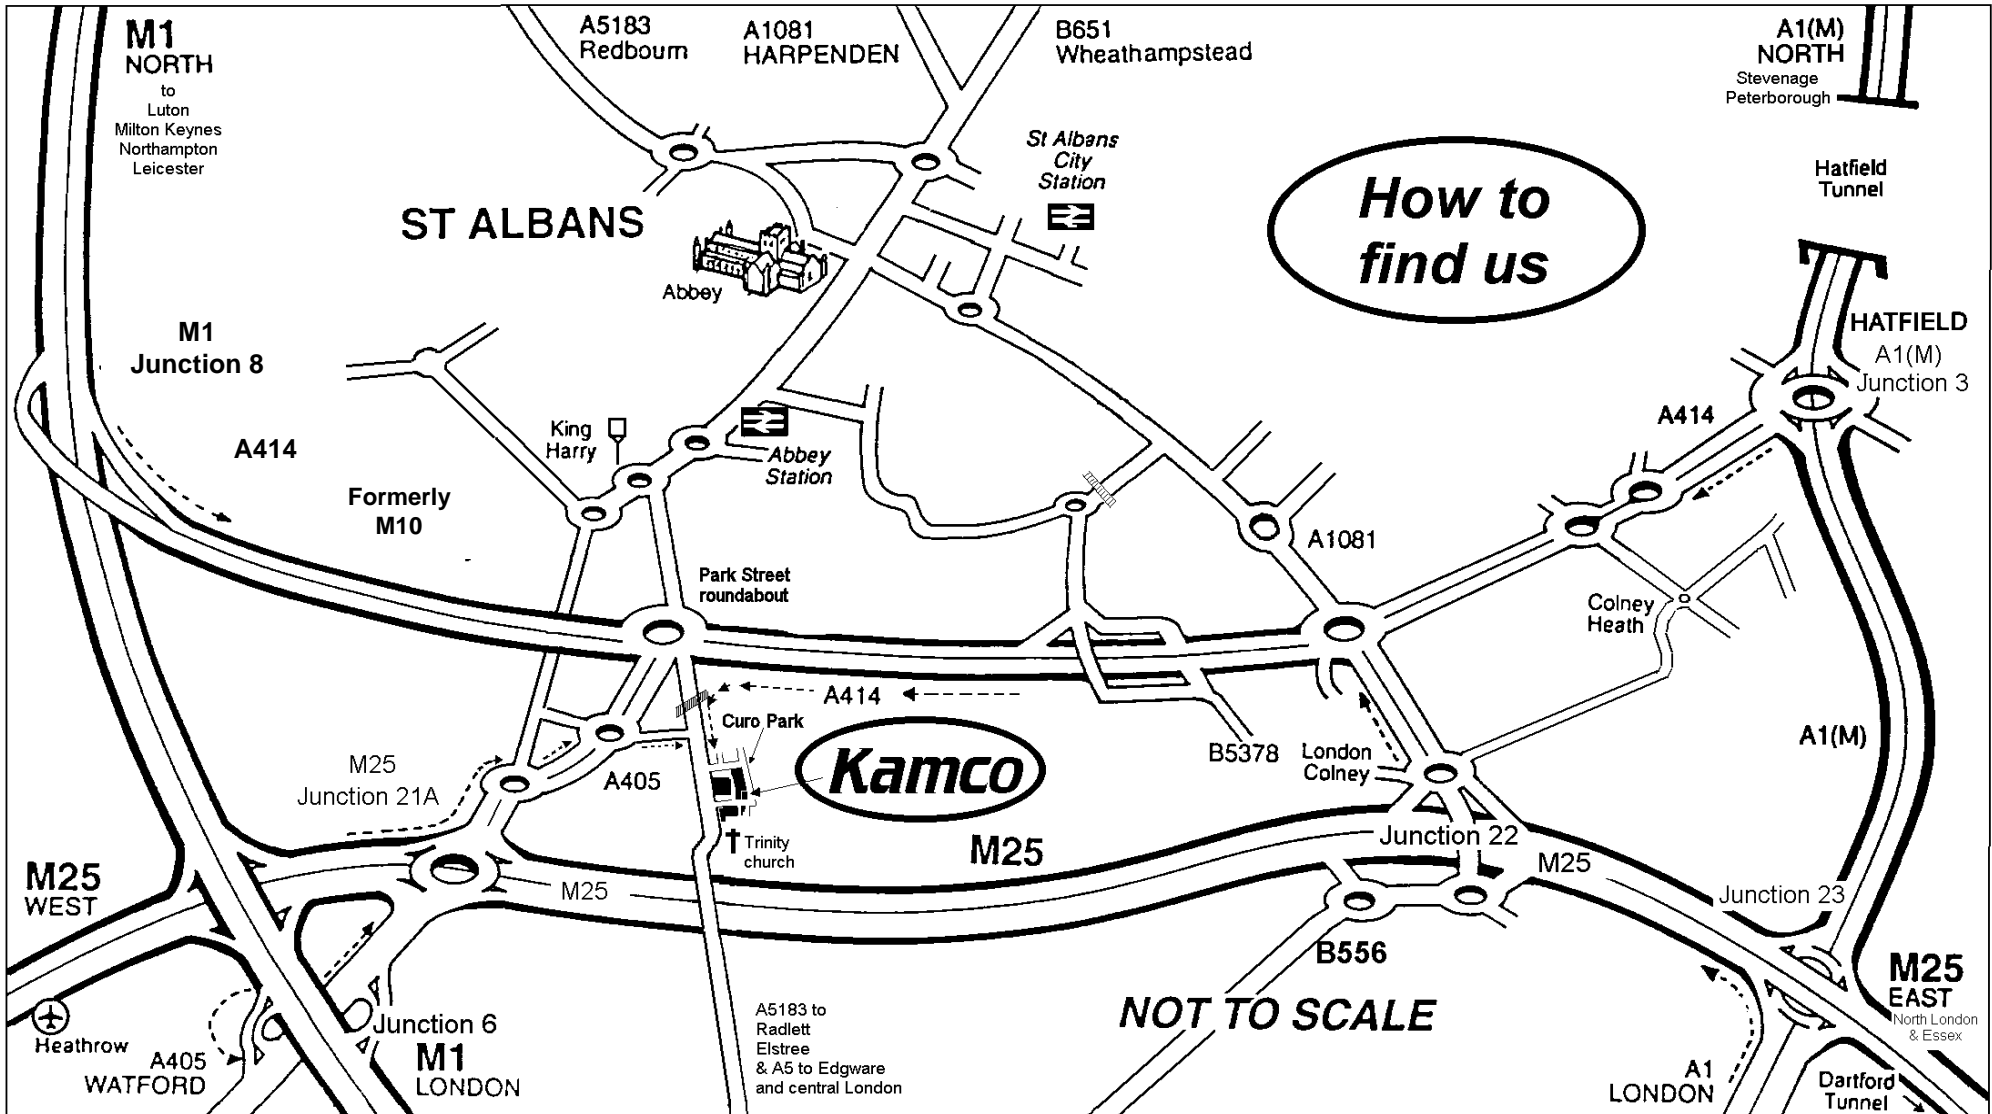 M1
NORTH
to
Luton
Milton Keynes
Northampton
Leicester
A5183
Redbourn
A1081
HARPENDEN
B651
Wheathampstead
A1(M)
NORTH
Stevenage
Peterborough
St Albans
City
Station
Hatfield
Tunnel
How to
find us
ST ALBANS
Abbey
HATFIELD
A1(M)
Junction 3
M1
Junction 8
A414
A414
King
Harry
Abbey
Station
Formerly
M10
A1081
Park Street
roundabout
Colney
Heath
A414
Curo Park
Kamco
B5378
London
Colney
A1(M)
M25
Junction 21A
A405
Trinity
church
M25
Junction 22
M25
M25
Junction 23
M25
WEST
B556
M25
EAST
North London
& Essex
NOT TO SCALE
Heathrow
A405
WATFORD
Junction 6
M1
LONDON
A5183 to
Radlett
Elstree
& A5 to Edgware
and central London
A1
LONDON
Dartford
Tunnel